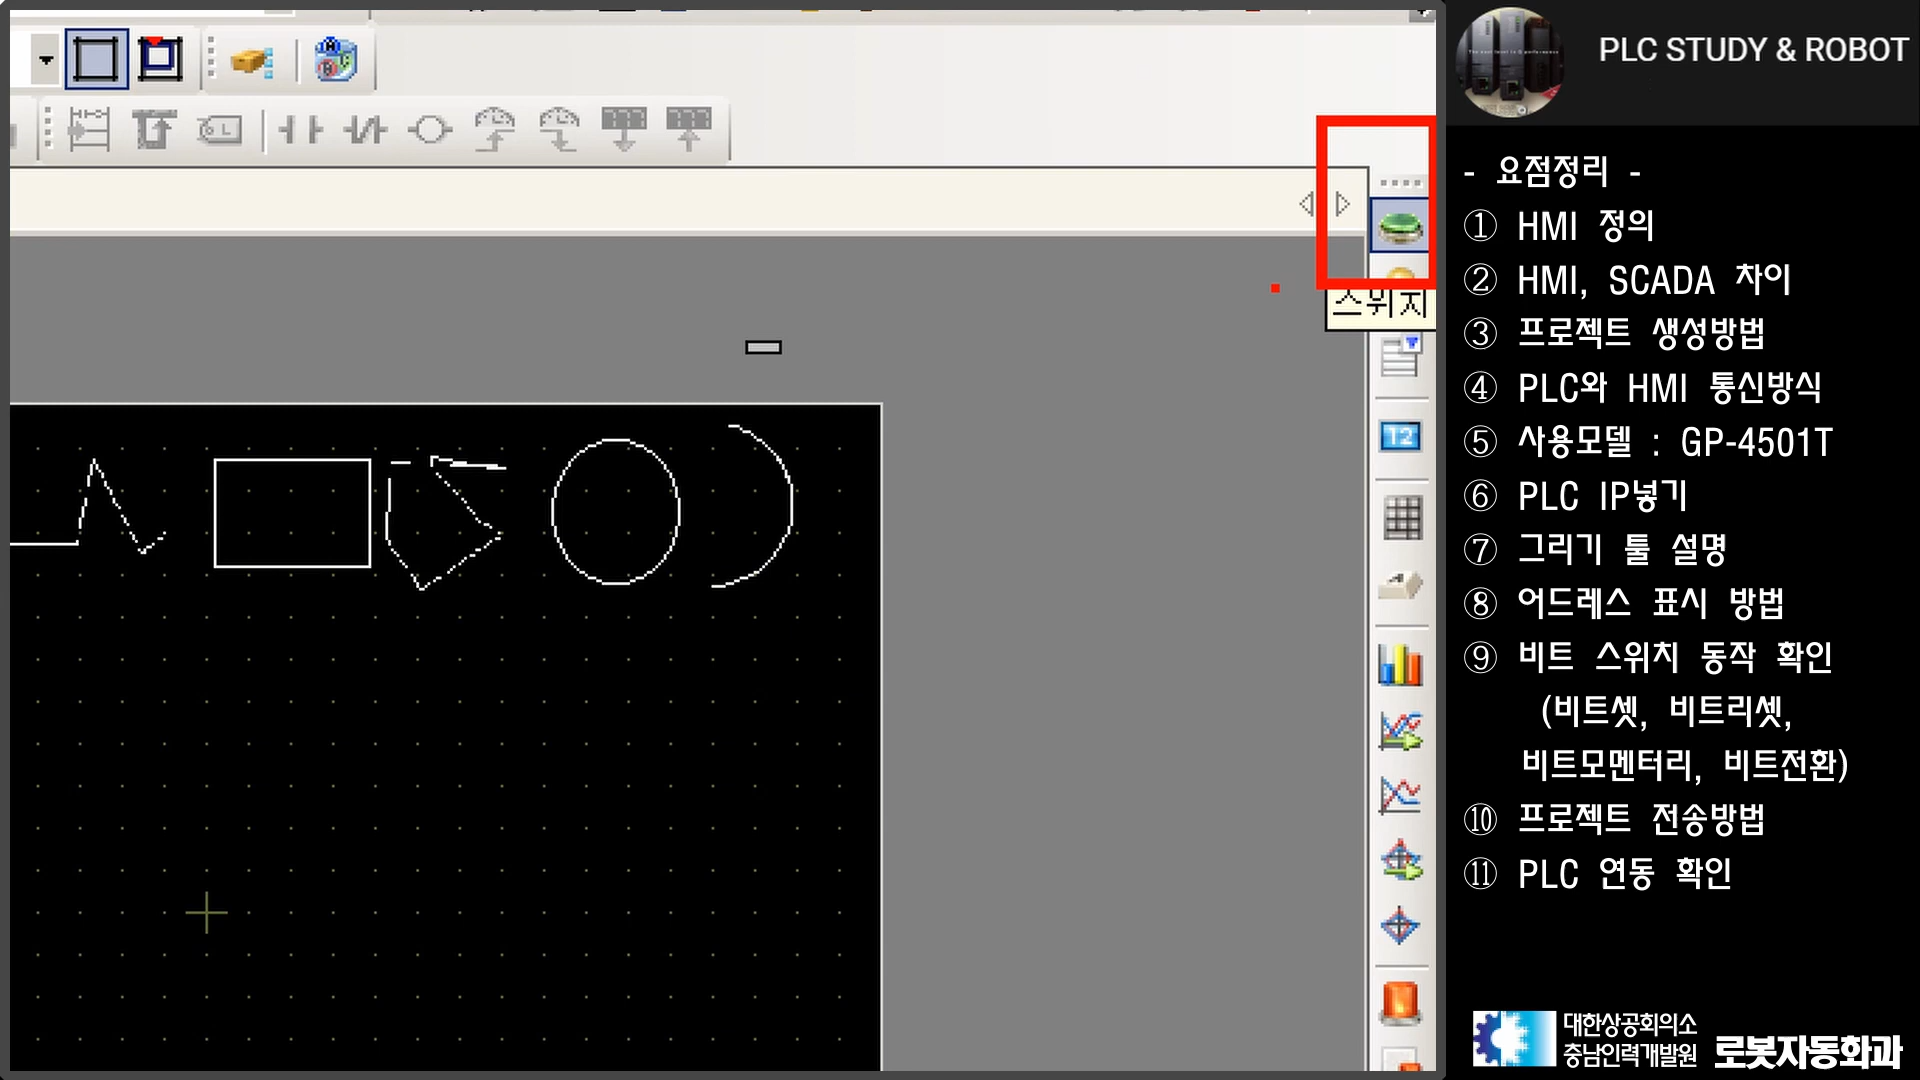 PLC STUDY & ROBOT
- 요점정리 -
① HMI 정의
② HMI, SCADA 차이
③ 프로젝트 생성방법
④ PLC와 HMI 통신방식
⑤ 사용모델 : GP-4501T
⑥ PLC IP넣기
⑦ 그리기 툴 설명
⑧ 어드레스 표시 방법
⑨ 비트 스위치 동작 확인
(비트셋, 비트리셋,
비트모멘터리, 비트전환)
⑩ 프로젝트 전송방법
⑪ PLC 연동 확인
스위치
12
대한상공회의소
충남인력개발원
로봇자동화과